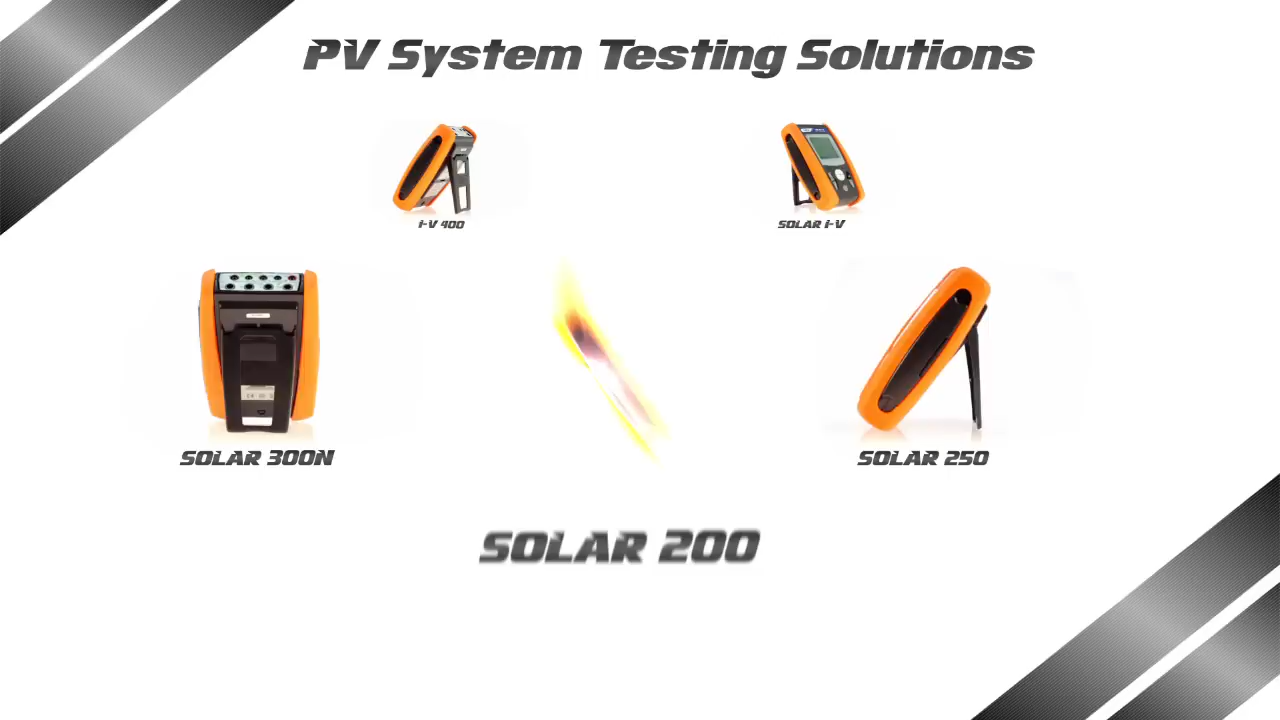 PV System Testing Solutions
I-V 400
SOLAR I-V
SOLAR 300N
SOLAR 250
SOLAR 200